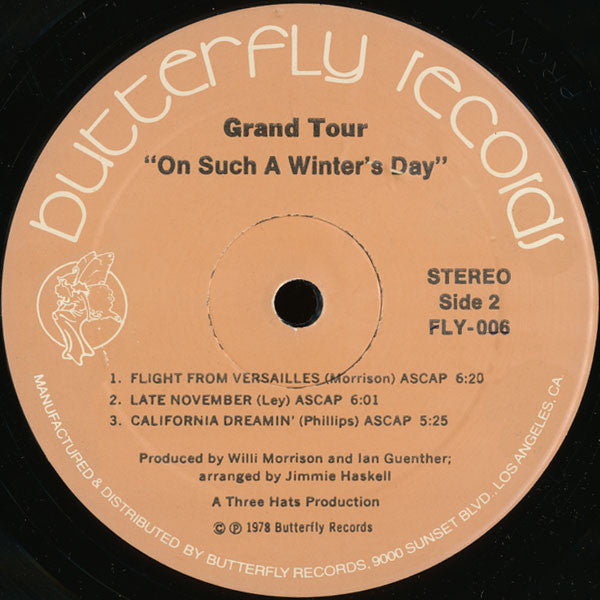 butterfly records
Grand Tour
"On Such A Winter's Day"
STEREO
Side 2
FLY-006
1. FLIGHT FROM VERSAILLES (Morrison) ASCAP 6:20
2. LATE NOVEMBER (Ley) ASCAP 6:01
3. CALIFORNIA DREAMIN' (Phillips) ASCAP 5:25
Produced by Willi Morrison and Ian Guenther;
arranged by Jimmie Haskell
A Three Hats Production
© ℗ 1978 Butterfly Records
MANUFACTURED & DISTRIBUTED BY BUTTERFLY RECORDS, 9000 SUNSET BLVD., LOS ANGELES, CA.